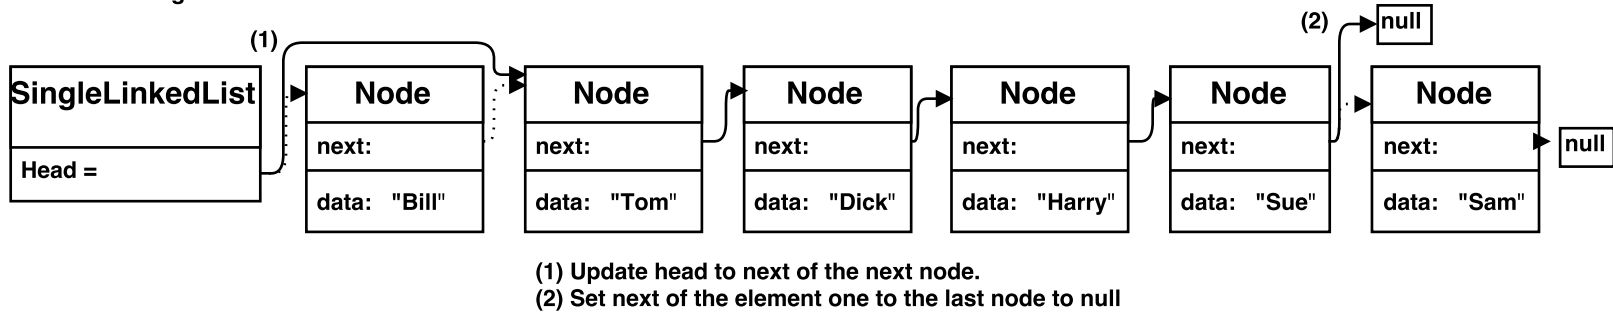 (1)
(2)
null
SingleLinkedList
Head =
Node
next:
data: "Bill"
Node
next:
data: "Tom"
Node
next:
data: "Dick"
Node
next:
data: "Harry"
Node
next:
data: "Sue"
Node
next:
data: "Sam"
null
(1) Update head to next of the next node.
(2) Set next of the element one to the last node to null